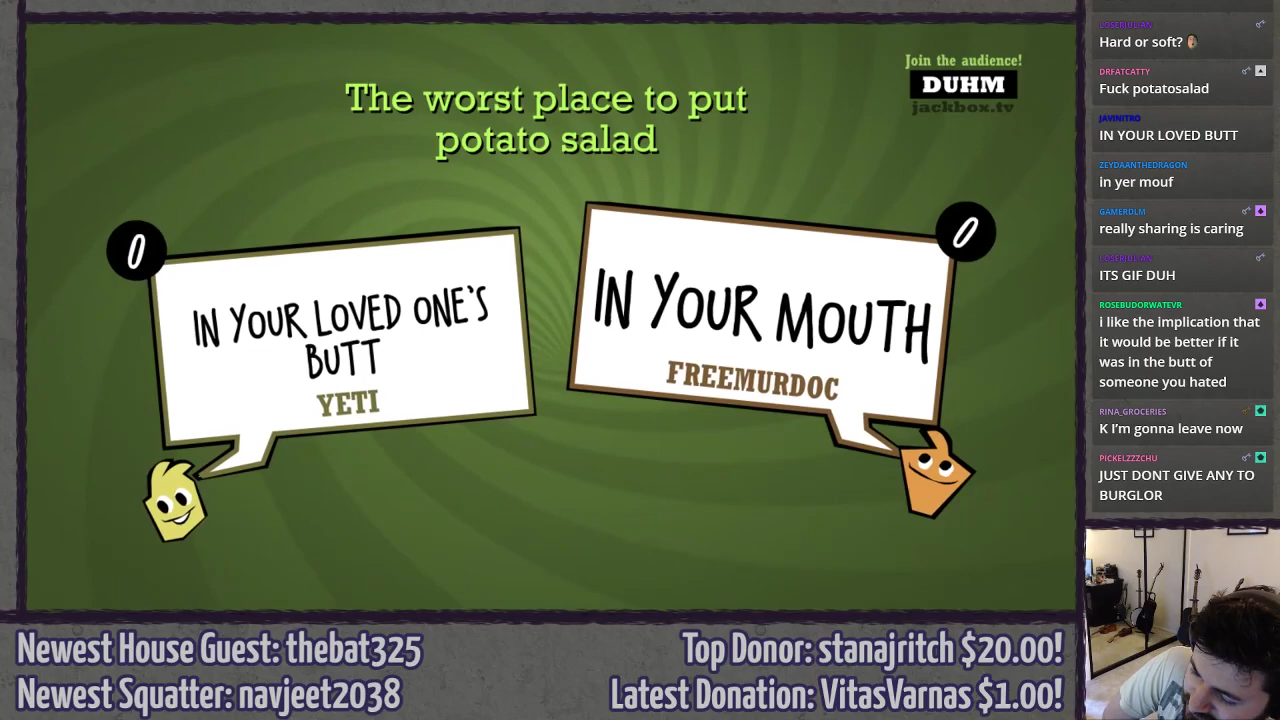 The worst place to put
potato salad
Join the audience!
DUHM
jackbox.tv
0
IN YOUR LOVED ONE'S
BUTT
YETI
0
IN YOUR MOUTH
FREEMURDOC
Hard or soft?
DRFATCATTY
Fuck potatosalad
JAVINITRO
IN YOUR LOVED BUTT
ZEYDAANTHEDRAGON
in yer mouf
GAMERDLM
really sharing is caring
ITS GIF DUH
ROSEBUDORWATEVR
i like the implication that
it would be better if it
was in the butt of
someone you hated
RINA_GROCERIES
K I'm gonna leave now
PICKELZZZCHU
JUST DONT GIVE ANY TO
BURGLOR
Newest House Guest: thebat325
Newest Squatter: navjeet2038
Top Donor: stanajritch $20.00!
Latest Donation: VitasVarnas $1.00!